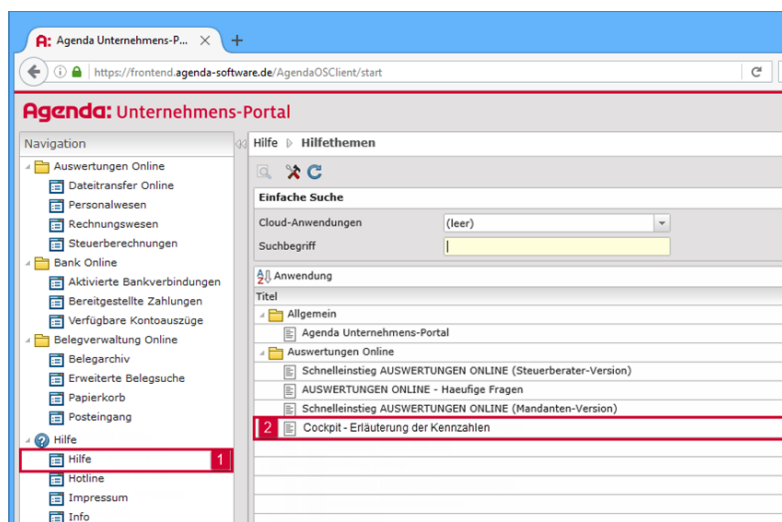 Agenda Unternehmens-P...
https://frontend.agenda-software.de/AgendaOSClient/start
Agenda: Unternehmens-Portal
Navigation
Auswertungen Online
Dateitransfer Online
Personalwesen
Rechnungswesen
Steuerberechnungen
Bank Online
Aktivierte Bankverbindungen
Bereitgestellte Zahlungen
Verfügbare Kontoauszüge
Belegverwaltung Online
Belegarchiv
Erweiterte Belegsuche
Papierkorb
Posteingang
Hilfe
Hilfe 1
Hotline
Impressum
Info
Hilfe Hilfethemen
Einfache Suche
Cloud-Anwendungen (leer)
Suchbegriff
Anwendung
Titel
Allgemein
Agenda Unternehmens-Portal
Auswertungen Online
Schnelleinstieg AUSWERTUNGEN ONLINE (Steuerberater-Version)
AUSWERTUNGEN ONLINE - Haeufige Fragen
Schnelleinstieg AUSWERTUNGEN ONLINE (Mandanten-Version)
2 Cockpit - Erläuterung der Kennzahlen